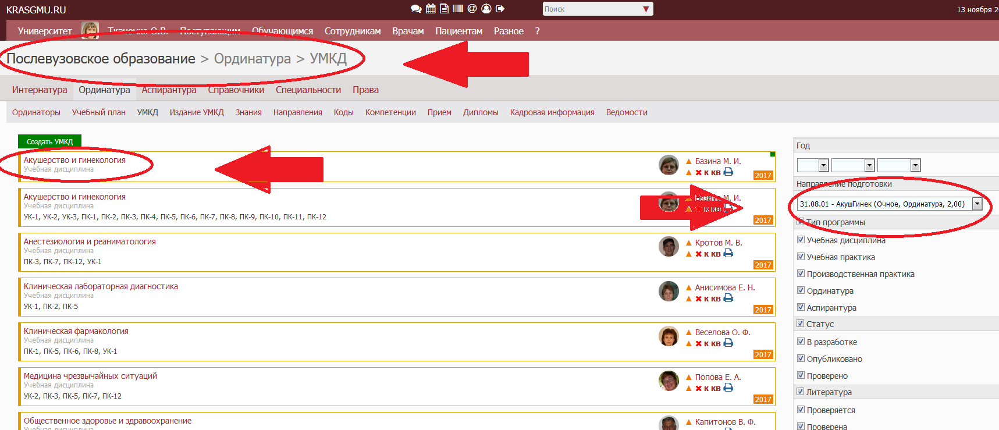 KRASGMU.RU
Поиск
13 ноября 2
Университет Ткаченко О.В. Поступающим Обучающимся Сотрудникам Врачам Пациентам Разное ?
Послевузовское образование > Ординатура > УМКД
Интернатура Ординатура Аспирантура Справочники Специальности Права
Ординаторы Учебный план УМКД Издание УМКД Знания Направления Коды Компетенции Прием Дипломы Кадровая информация Ведомости
Создать УМКД
Акушерство и гинекология
Учебная дисциплина
Базина М. И.
К КВ
2017
Акушерство и гинекология
Учебная дисциплина
УК-1, УК-2, УК-3, ПК-1, ПК-2, ПК-3, ПК-4, ПК-5, ПК-6, ПК-7, ПК-8, ПК-9, ПК-10, ПК-11, ПК-12
Базина М. И.
К КВ
2017
Анестезиология и реаниматология
Учебная дисциплина
ПК-3, ПК-7, ПК-12, УК-1
Кротов М. В.
К КВ
2017
Клиническая лабораторная диагностика
Учебная дисциплина
УК-1, ПК-2, ПК-5
Анисимова Е. Н.
К КВ
2017
Клиническая фармакология
Учебная дисциплина
ПК-1, ПК-5, ПК-6, ПК-8, УК-1
Веселова О. Ф.
К КВ
2017
Медицина чрезвычайных ситуаций
Учебная дисциплина
УК-2, ПК-3, ПК-5, ПК-7, ПК-12
Попова Е. А.
К КВ
2017
Общественное здоровье и здравоохранение
Учебная дисциплина
Капитонов В. Ф.
К КВ
Год
Направление подготовки
31.08.01 - АкушГинек (Очное, Ординатура, 2,00)
Тип программы
Учебная дисциплина
Учебная практика
Производственная практика
Ординатура
Аспирантура
Статус
В разработке
Опубликовано
Проверено
Литература
Проверяется
Проверена